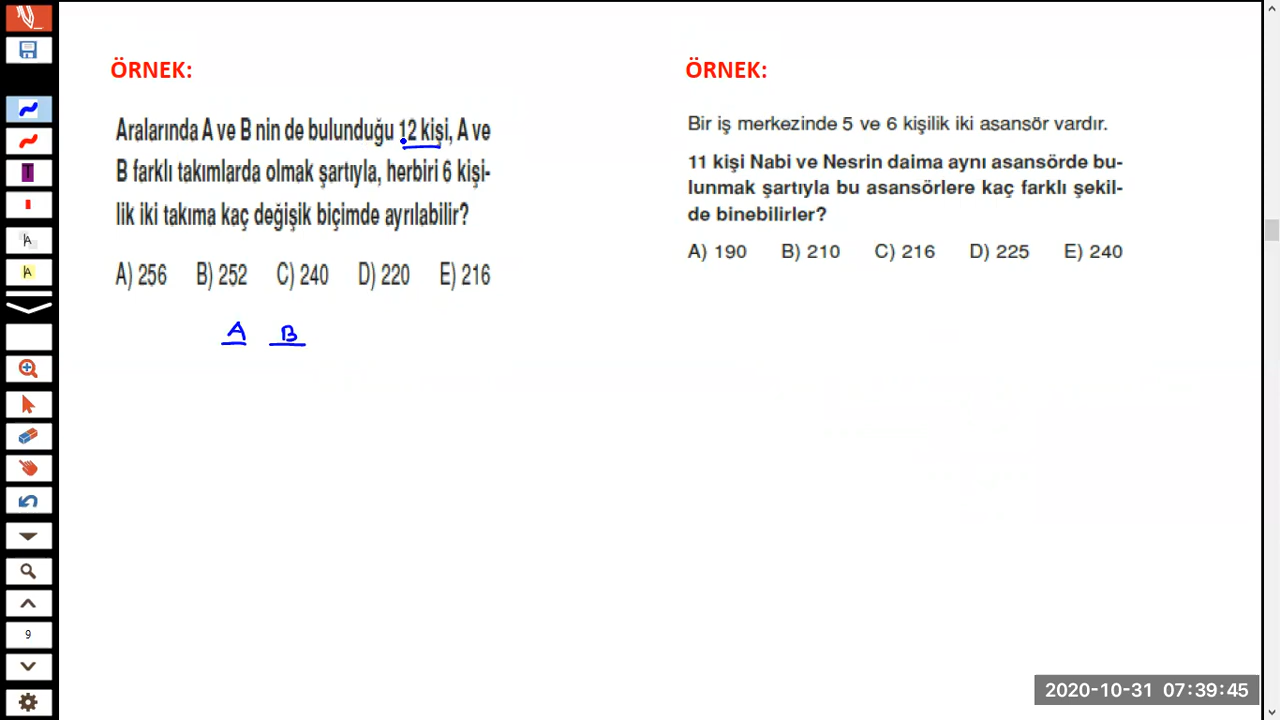 ÖRNEK:
Aralarında A ve B nin de bulunduğu 12 kişi, A ve
B farklı takımlarda olmak şartıyla, herbiri 6 kişi-
lik iki takıma kaç değişik biçimde ayrılabilir?
A) 256 B) 252 C) 240 D) 220 E) 216
A B
ÖRNEK:
Bir iş merkezinde 5 ve 6 kişilik iki asansör vardır.
11 kişi Nabi ve Nesrin daima aynı asansörde bu-
lunmak şartıyla bu asansörlere kaç farklı şekil-
de binebilirler?
A) 190 B) 210 C) 216 D) 225 E) 240
T
A
A
9
2020-10-31 07:39:45